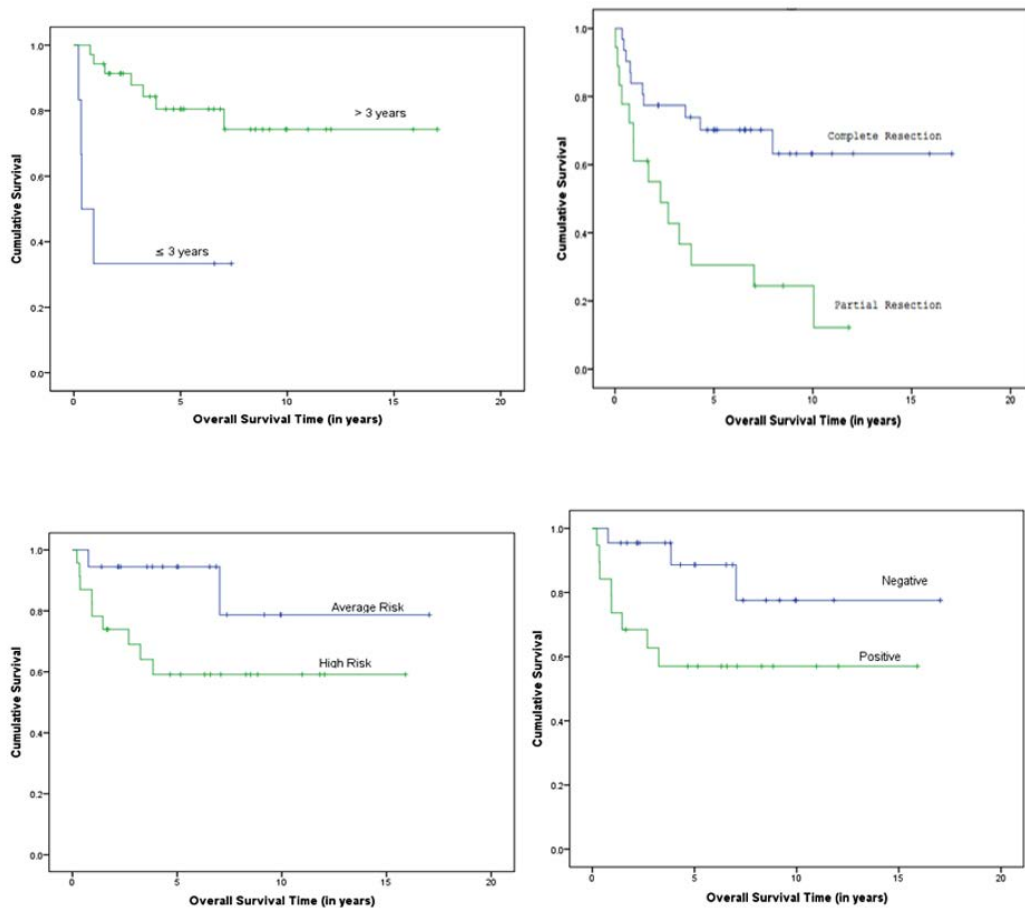 1.0
0.8
0.6
0.4
0.2
0.0
Cumulative Survival
> 3 years
≤ 3 years
0 5 10 15 20
Overall Survival Time (in years)
1.0
0.8
0.6
0.4
0.2
0.0
Cumulative Survival
Complete Resection
Partial Resection
0 5 10 15 20
Overall Survival Time (in years)
1.0
0.8
0.6
0.4
0.2
0.0
Cumulative Survival
Average Risk
High Risk
0 5 10 15 20
Overall Survival Time (in years)
1.0
0.8
0.6
0.4
0.2
0.0
Cumulative Survival
Negative
Positive
0 5 10 15 20
Overall Survival Time (in years)